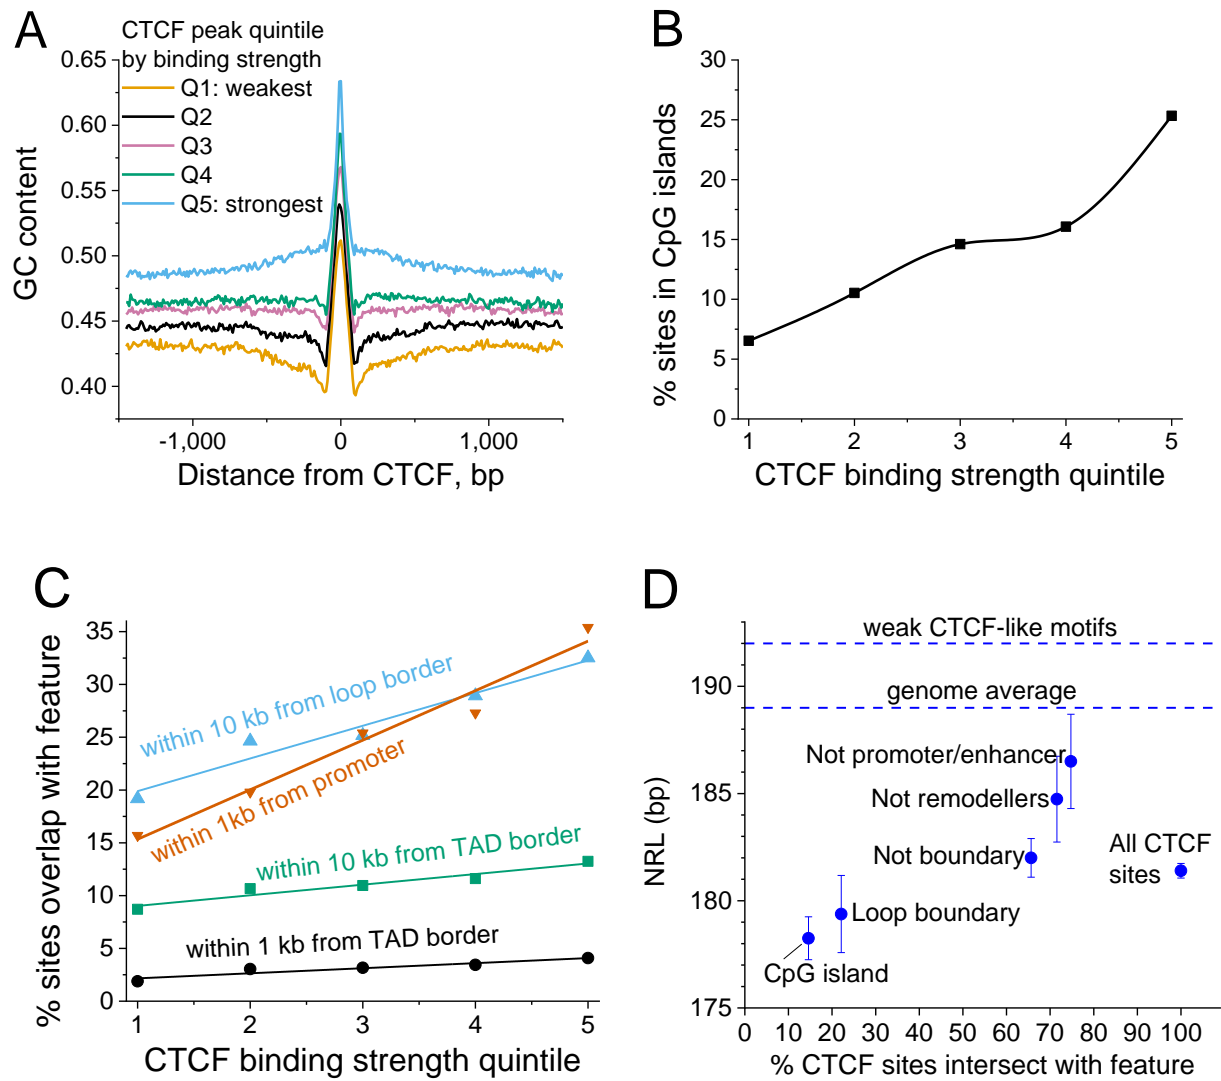 A
CTCF peak quintile
by binding strength
Q1: weakest
Q2
Q3
Q4
Q5: strongest
0.65
0.60
0.55
0.50
0.45
0.40
GC content
-1,000
0
1,000
Distance from CTCF, bp
B
30
25
20
15
10
5
0
% sites in CpG islands
1
2
3
4
5
CTCF binding strength quintile
C
35
30
25
20
15
10
5
0
% sites overlap with feature
within 10 kb from loop border
within 1kb from promoter
within 10 kb from TAD border
within 1 kb from TAD border
1
2
3
4
5
CTCF binding strength quintile
D
weak CTCF-like motifs
genome average
190
185
180
175
NRL (bp)
Not promoter/enhancer
Not remodellers
Not boundary
All CTCF
sites
Loop boundary
CpG island
0
10
20
30
40
50
60
70
80
90
100
% CTCF sites intersect with feature